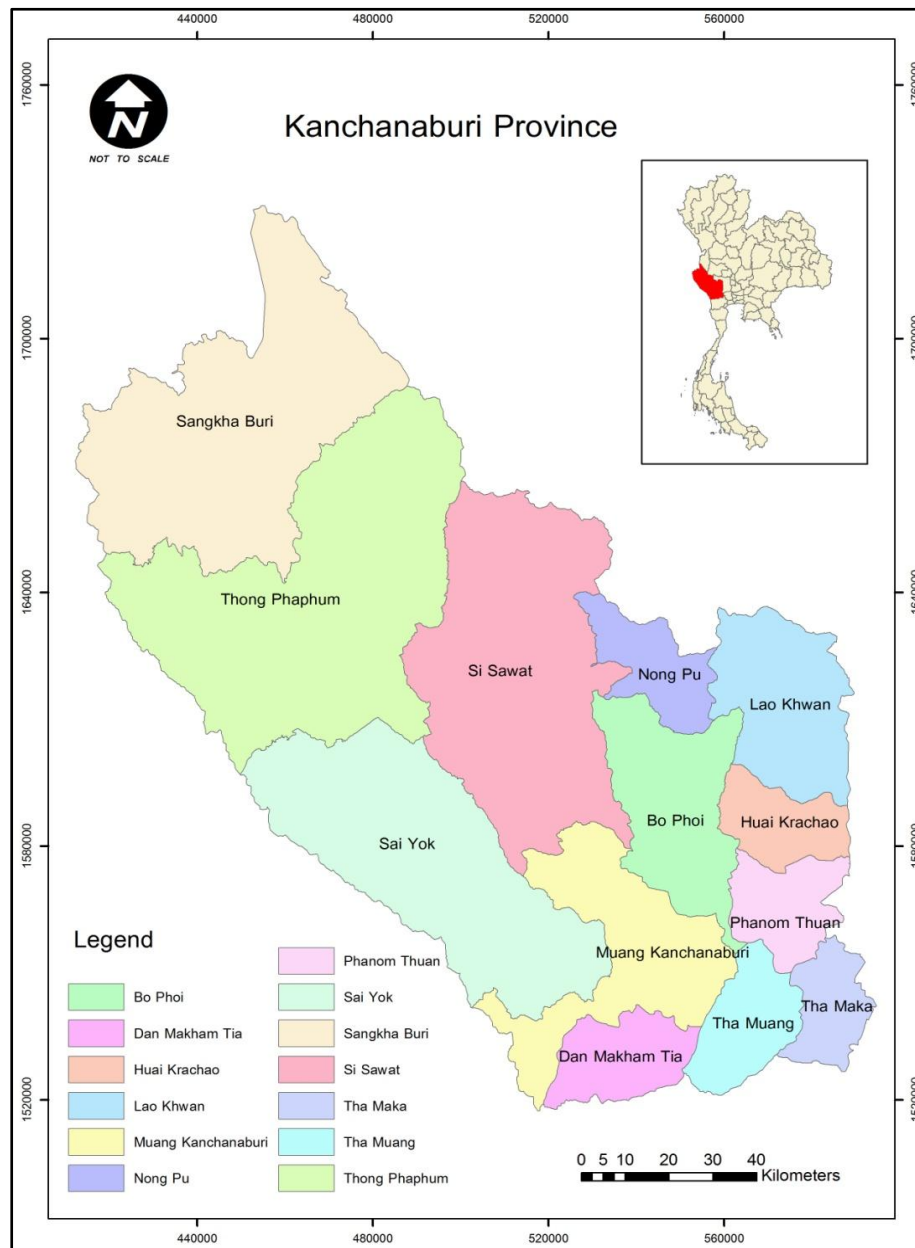 440000 480000 520000 560000
1760000 1760000
N
NOT TO SCALE
Kanchanaburi Province
1700000 1700000
Sangkha Buri
1640000 1640000
Thong Phaphum
Si Sawat
Nong Pu
Lao Khwan
1580000 1580000
Sai Yok
Bo Phoi
Huai Krachao
Phanom Thuan
Muang Kanchanaburi
Tha Maka
Tha Muang
Dan Makham Tia
1520000 1520000
Legend
Bo Phoi
Dan Makham Tia
Huai Krachao
Lao Khwan
Muang Kanchanaburi
Nong Pu
Phanom Thuan
Sai Yok
Sangkha Buri
Si Sawat
Tha Maka
Tha Muang
Thong Phaphum
0 5 10 20 30 40
Kilometers
440000 480000 520000 560000